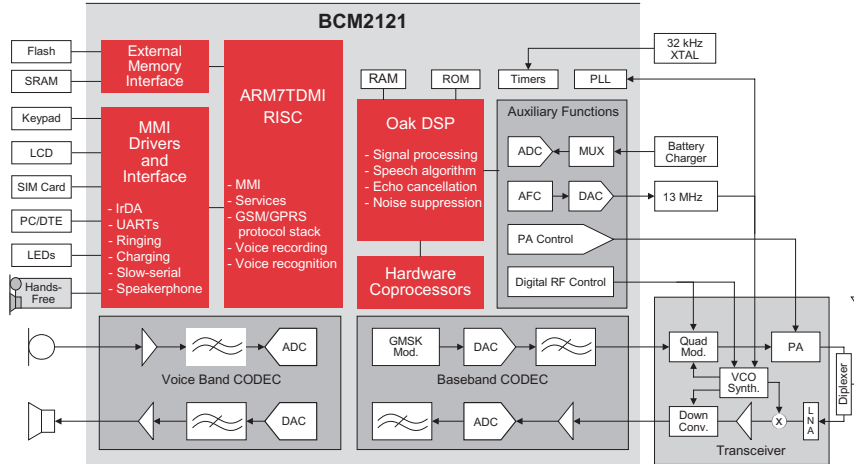 BCM2121
Flash
SRAM
Keypad
LCD
SIM Card
PC/DTE
LEDs
Hands-
Free
External
Memory
Interface
MMI
Drivers
and
Interface
- IrDA
- UARTs
- Ringing
- Charging
- Slow-serial
- Speakerphone
ARM7TDMI
RISC
- MMI
- Services
- GSM/GPRS
protocol stack
- Voice recording
- Voice recognition
RAM
ROM
Oak DSP
- Signal processing
- Speech algorithm
- Echo cancellation
- Noise suppression
Hardware
Coprocessors
Timers
PLL
32 kHz
XTAL
Auxiliary Functions
ADC
MUX
Battery
Charger
AFC
DAC
13 MHz
PA Control
Digital RF Control
ADC
Voice Band CODEC
DAC
GMSK
Mod.
DAC
Baseband CODEC
ADC
Quad
Mod.
PA
VCO
Synth.
Down
Conv.
X
L
N
A
Transceiver
Diplexer